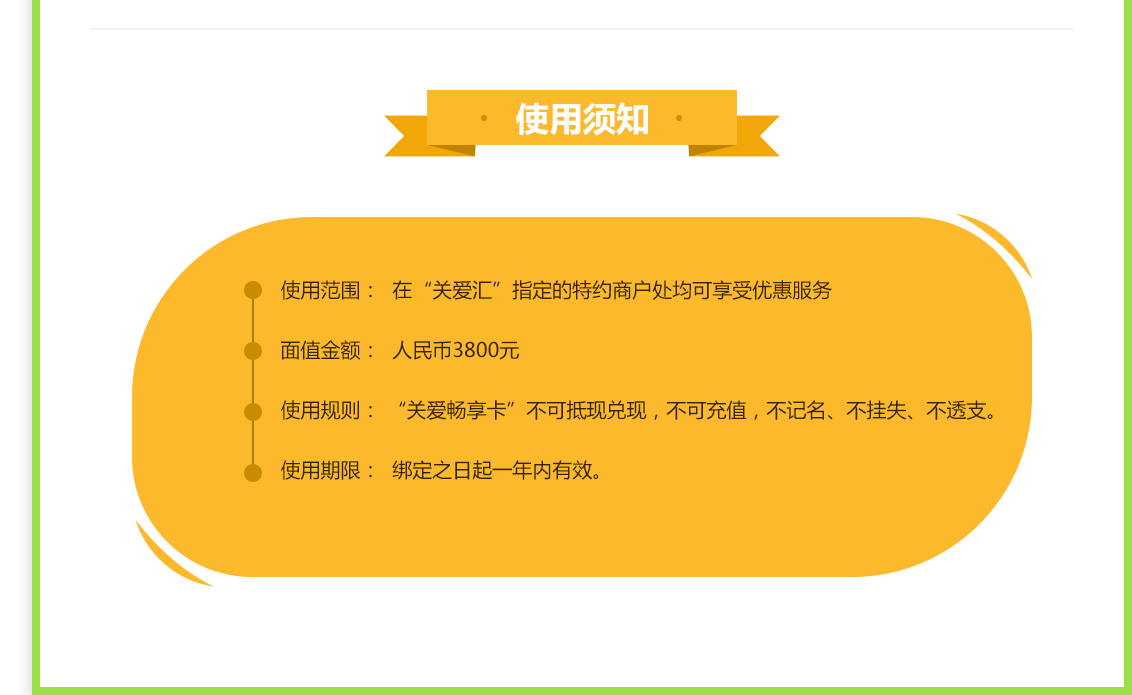 · 使用须知 ·
使用范围： 在“关爱汇”指定的特约商户处均可享受优惠服务
面值金额： 人民币3800元
使用规则： “关爱畅享卡”不可抵现兑现，不可充值，不记名、不挂失、不透支。
使用期限： 绑定之日起一年内有效。